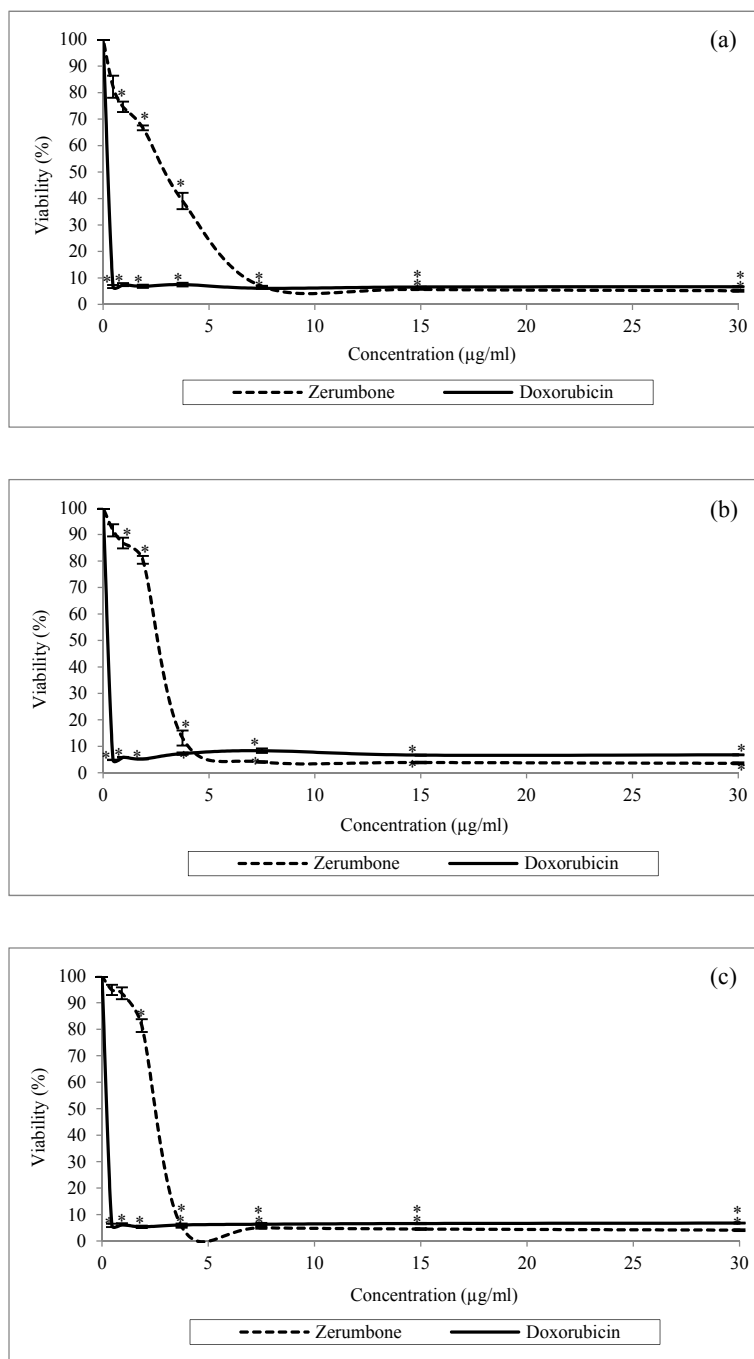 (a)
100
90
80
70
60
50
40
30
20
10
0
Viability (%)
* * * * * * * * * * * * *
0 5 10 15 20 25 30
Concentration (µg/ml)
Zerumbone Doxorubicin
(b)
100
90
80
70
60
50
40
30
20
10
0
Viability (%)
* * * * * * * * * * * * *
0 5 10 15 20 25 30
Concentration (µg/ml)
Zerumbone Doxorubicin
(c)
100
90
80
70
60
50
40
30
20
10
0
Viability (%)
* * * * * * * * * * * *
0 5 10 15 20 25 30
Concentration (µg/ml)
Zerumbone Doxorubicin